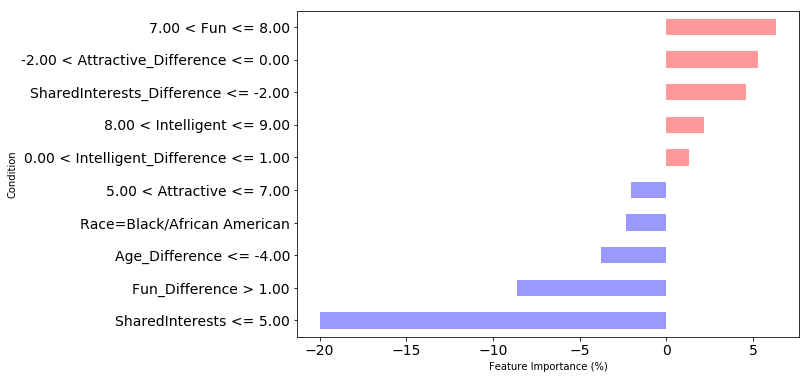 7.00 < Fun <= 8.00
-2.00 < Attractive_Difference <= 0.00
SharedInterests_Difference <= -2.00
8.00 < Intelligent <= 9.00
0.00 < Intelligent_Difference <= 1.00
5.00 < Attractive <= 7.00
Race=Black/African American
Age_Difference <= -4.00
Fun_Difference > 1.00
SharedInterests <= 5.00
Condition
−20 −15 −10 −5 0 5
Feature Importance (%)